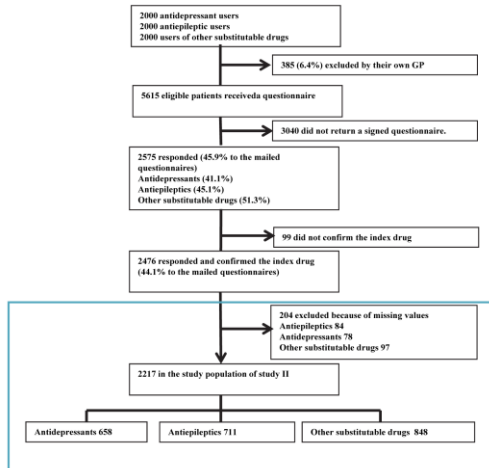 2000 antidepressant users
2000 antiepileptic users
2000 users of other substitutable drugs
385 (6.4%) excluded by their own GP
5615 eligible patients receiveda questionnaire
3040 did not return a signed questionnaire.
2575 responded (45.9% to the mailed
questionnaires)
Antidepressants (41.1%)
Antiepileptics (45.1%)
Other substitutable drugs (51.3%)
99 did not confirm the index drug
2476 responded and confirmed the index drug
(44.1% to the mailed questionnaires)
204 excluded because of missing values
Antiepileptics 84
Antidepressants 78
Other substitutable drugs 97
2217 in the study population of study II
Antidepressants 658
Antiepileptics 711
Other substitutable drugs 848